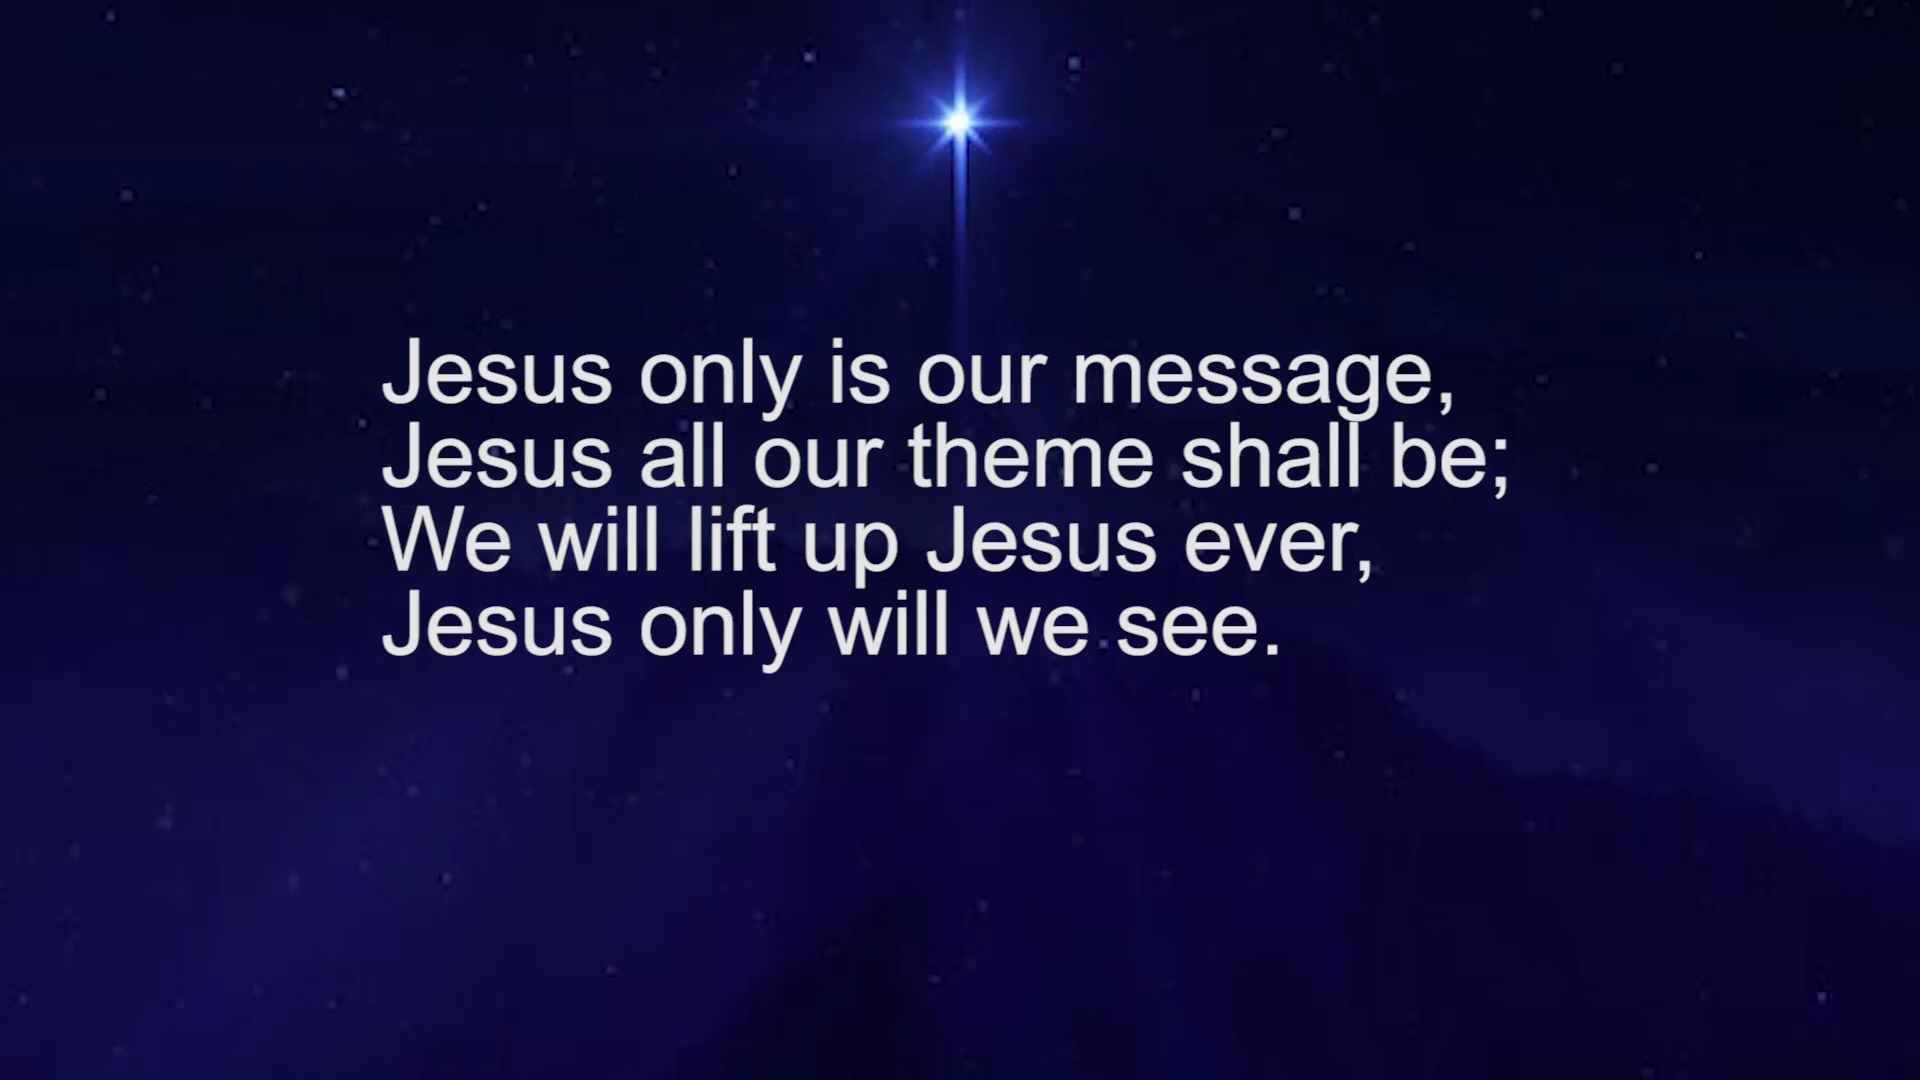 Jesus only is our message,
Jesus all our theme shall be;
We will lift up Jesus ever,
Jesus only will we see.